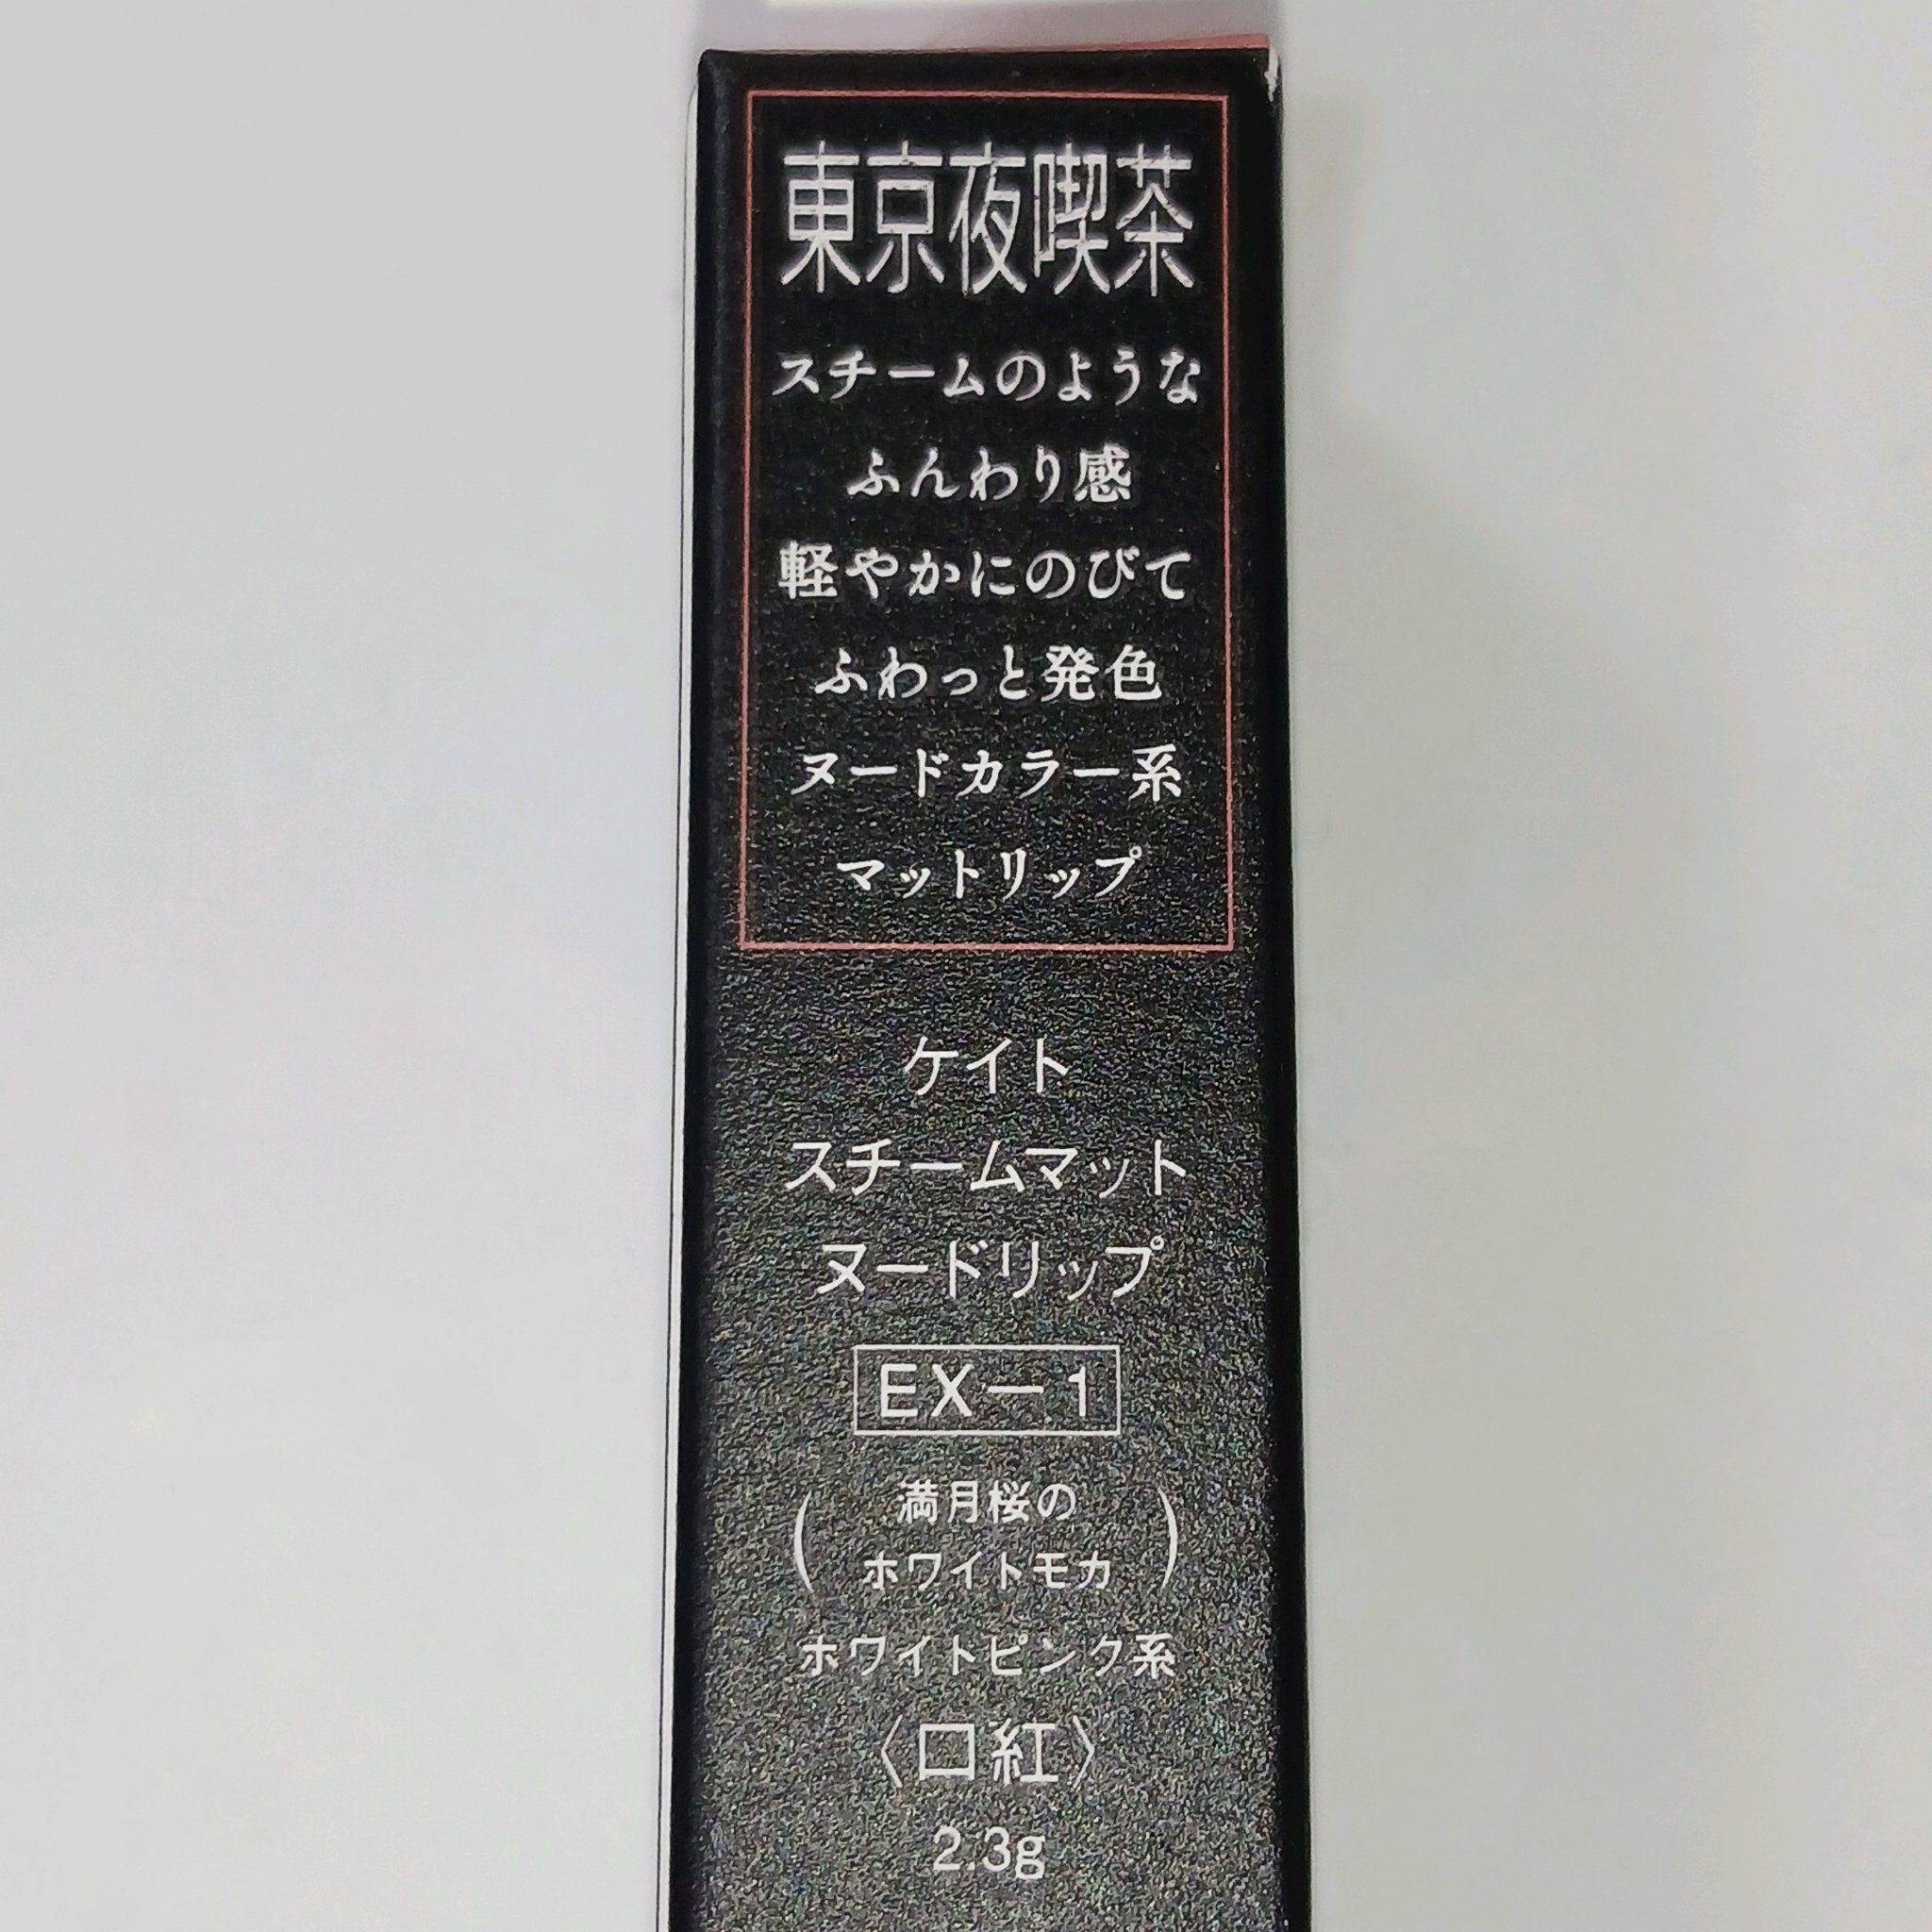 東京夜喫茶
スチームのような
ふんわり感
軽やかにのびて
ふわっと発色
ヌードカラー系
マットリップ
ケイト
スチームマット
ヌードリップ
EX－1
（満月桜の
ホワイトモカ）
ホワイトピンク系
〈口紅〉
2.3g